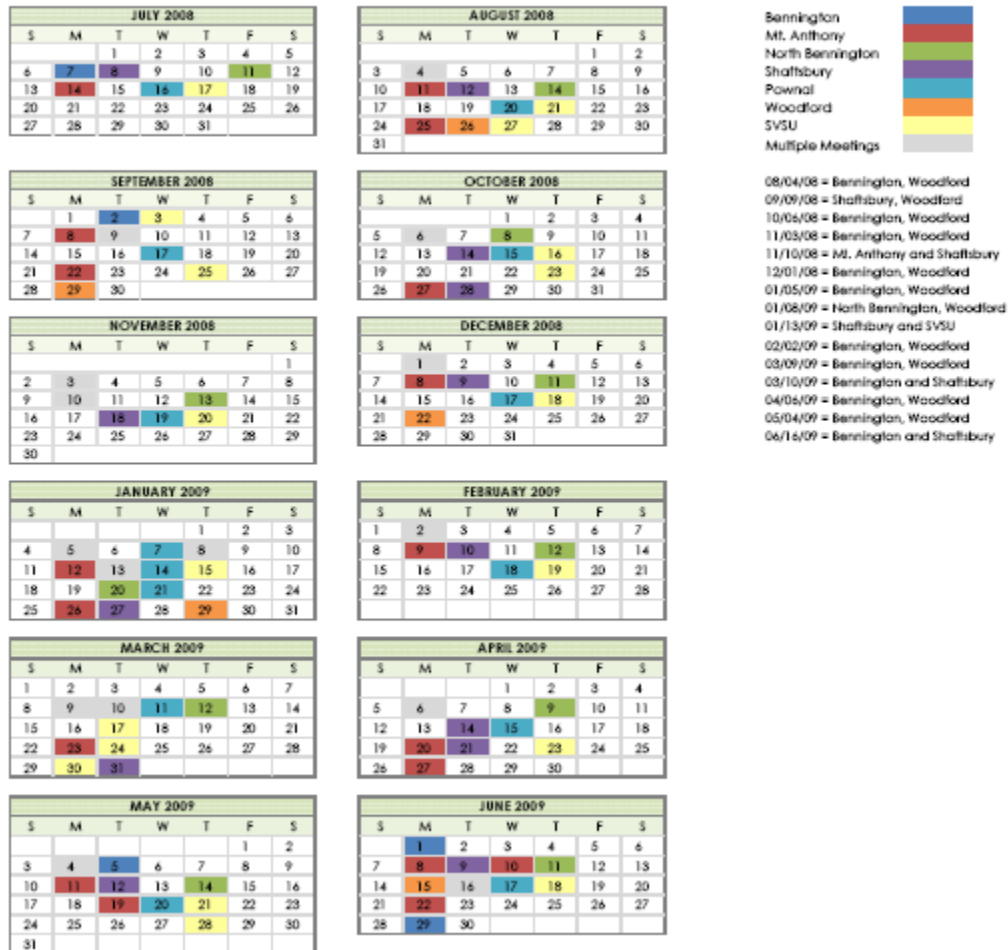 JULY 2008
S M T W T F S
1 2 3 4 5
6 7 8 9 10 11 12
13 14 15 16 17 18 19
20 21 22 23 24 25 26
27 28 29 30 31
AUGUST 2008
S M T W T F S
1 2
3 4 5 6 7 8 9
10 11 12 13 14 15 16
17 18 19 20 21 22 23
24 25 26 27 28 29 30
31
SEPTEMBER 2008
S M T W T F S
1 2 3 4 5 6
7 8 9 10 11 12 13
14 15 16 17 18 19 20
21 22 23 24 25 26 27
28 29 30
OCTOBER 2008
S M T W T F S
1 2 3 4
5 6 7 8 9 10 11
12 13 14 15 16 17 18
19 20 21 22 23 24 25
26 27 28 29 30 31
NOVEMBER 2008
S M T W T F S
1
2 3 4 5 6 7 8
9 10 11 12 13 14 15
16 17 18 19 20 21 22
23 24 25 26 27 28 29
30
DECEMBER 2008
S M T W T F S
1 2 3 4 5 6
7 8 9 10 11 12 13
14 15 16 17 18 19 20
21 22 23 24 25 26 27
28 29 30 31
JANUARY 2009
S M T W T F S
1 2 3
4 5 6 7 8 9 10
11 12 13 14 15 16 17
18 19 20 21 22 23 24
25 26 27 28 29 30 31
FEBRUARY 2009
S M T W T F S
1 2 3 4 5 6 7
8 9 10 11 12 13 14
15 16 17 18 19 20 21
22 23 24 25 26 27 28
MARCH 2009
S M T W T F S
1 2 3 4 5 6 7
8 9 10 11 12 13 14
15 16 17 18 19 20 21
22 23 24 25 26 27 28
29 30 31
APRIL 2009
S M T W T F S
1 2 3 4
5 6 7 8 9 10 11
12 13 14 15 16 17 18
19 20 21 22 23 24 25
26 27 28 29 30
MAY 2009
S M T W T F S
1 2
3 4 5 6 7 8 9
10 11 12 13 14 15 16
17 18 19 20 21 22 23
24 25 26 27 28 29 30
31
JUNE 2009
S M T W T F S
1 2 3 4 5 6
7 8 9 10 11 12 13
14 15 16 17 18 19 20
21 22 23 24 25 26 27
28 29 30
Bennington
Mt. Anthony
North Bennington
Shaftsbury
Pownal
Woodford
SVSU
Multiple Meetings
08/04/08 = Bennington, Woodford
09/09/08 = Shaftsbury, Woodford
10/06/08 = Bennington, Woodford
11/03/08 = Bennington, Woodford
11/10/08 = Mt. Anthony and Shaftsbury
12/01/08 = Bennington, Woodford
01/05/09 = Bennington, Woodford
01/08/09 = North Bennington, Woodford
01/13/09 = Shaftsbury and SVSU
02/02/09 = Bennington, Woodford
03/09/09 = Bennington, Woodford
03/10/09 = Bennington and Shaftsbury
04/06/09 = Bennington, Woodford
05/04/09 = Bennington, Woodford
06/16/09 = Bennington and Shaftsbury